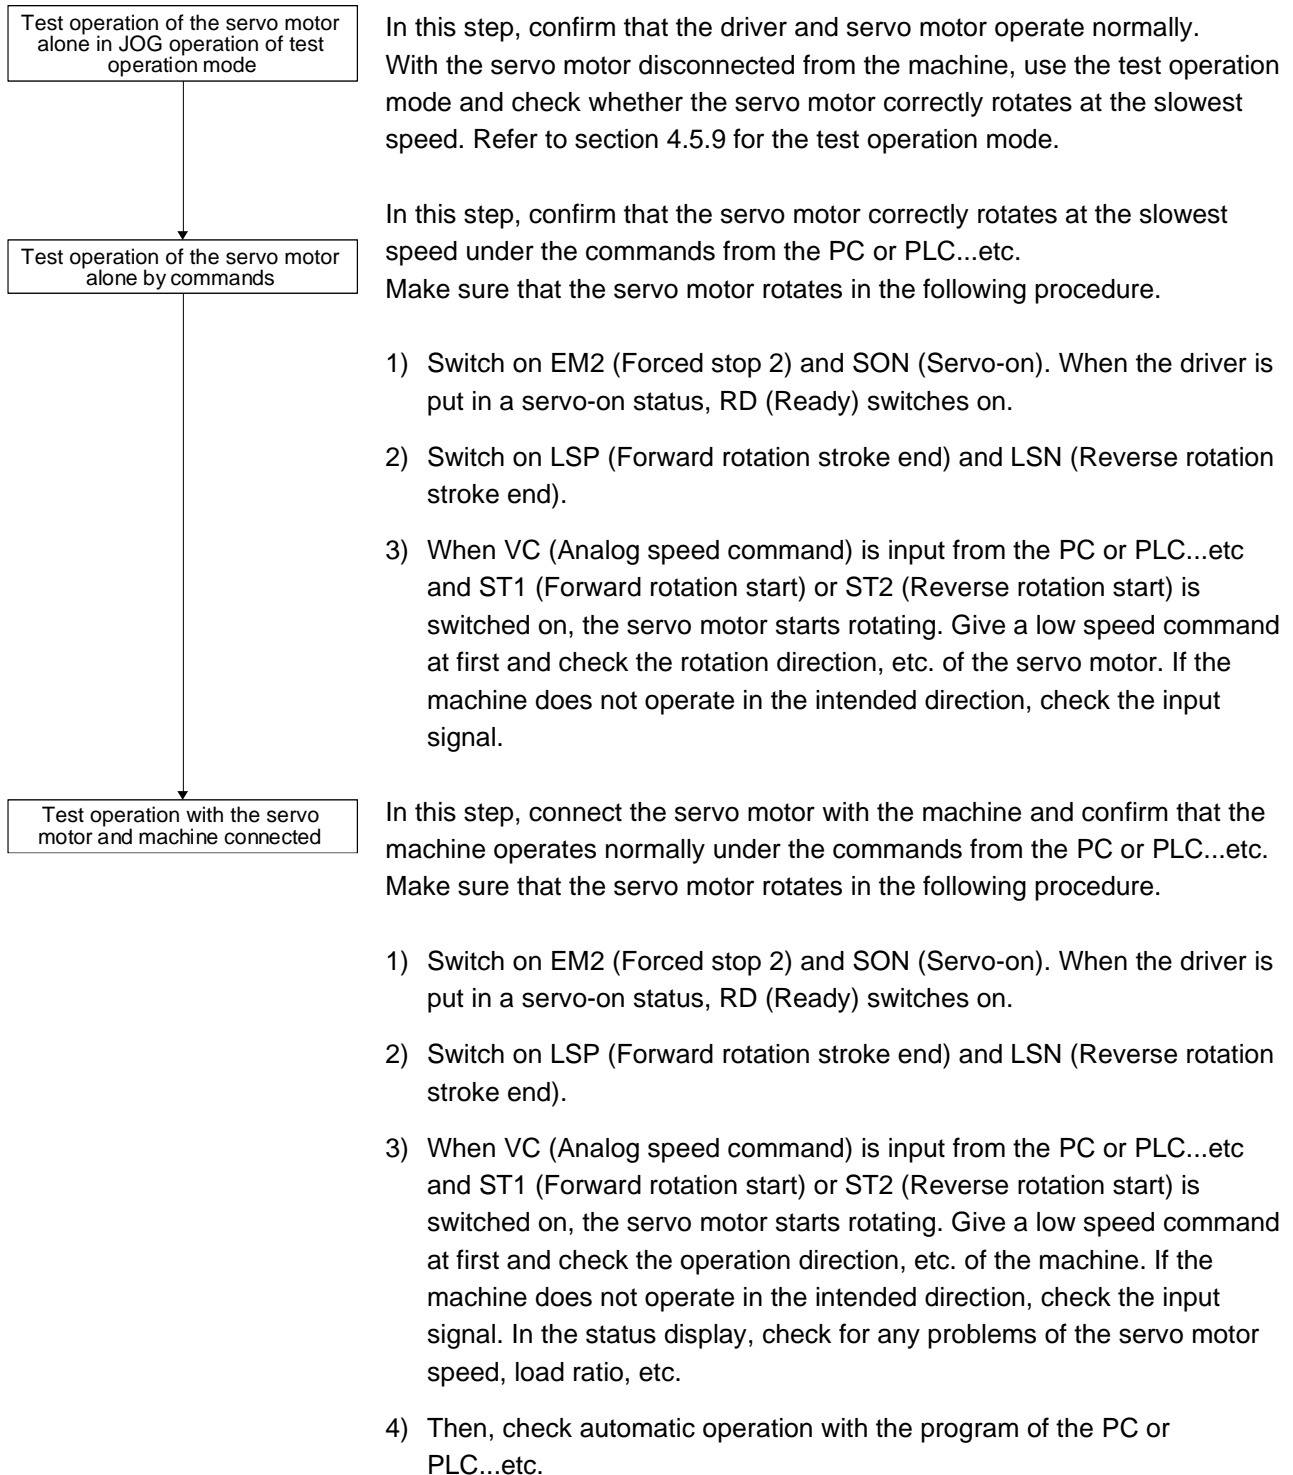 Test operation of the servo motor
alone in JOG operation of test
operation mode
In this step, confirm that the driver and servo motor operate normally.
With the servo motor disconnected from the machine, use the test operation
mode and check whether the servo motor correctly rotates at the slowest
speed. Refer to section 4.5.9 for the test operation mode.
Test operation of the servo motor
alone by commands
In this step, confirm that the servo motor correctly rotates at the slowest
speed under the commands from the PC or PLC...etc.
Make sure that the servo motor rotates in the following procedure.
1) Switch on EM2 (Forced stop 2) and SON (Servo-on). When the driver is
put in a servo-on status, RD (Ready) switches on.
2) Switch on LSP (Forward rotation stroke end) and LSN (Reverse rotation
stroke end).
3) When VC (Analog speed command) is input from the PC or PLC...etc
and ST1 (Forward rotation start) or ST2 (Reverse rotation start) is
switched on, the servo motor starts rotating. Give a low speed command
at first and check the rotation direction, etc. of the servo motor. If the
machine does not operate in the intended direction, check the input
signal.
Test operation with the servo
motor and machine connected
In this step, connect the servo motor with the machine and confirm that the
machine operates normally under the commands from the PC or PLC...etc.
Make sure that the servo motor rotates in the following procedure.
1) Switch on EM2 (Forced stop 2) and SON (Servo-on). When the driver is
put in a servo-on status, RD (Ready) switches on.
2) Switch on LSP (Forward rotation stroke end) and LSN (Reverse rotation
stroke end).
3) When VC (Analog speed command) is input from the PC or PLC...etc
and ST1 (Forward rotation start) or ST2 (Reverse rotation start) is
switched on, the servo motor starts rotating. Give a low speed command
at first and check the operation direction, etc. of the machine. If the
machine does not operate in the intended direction, check the input
signal. In the status display, check for any problems of the servo motor
speed, load ratio, etc.
4) Then, check automatic operation with the program of the PC or
PLC...etc.